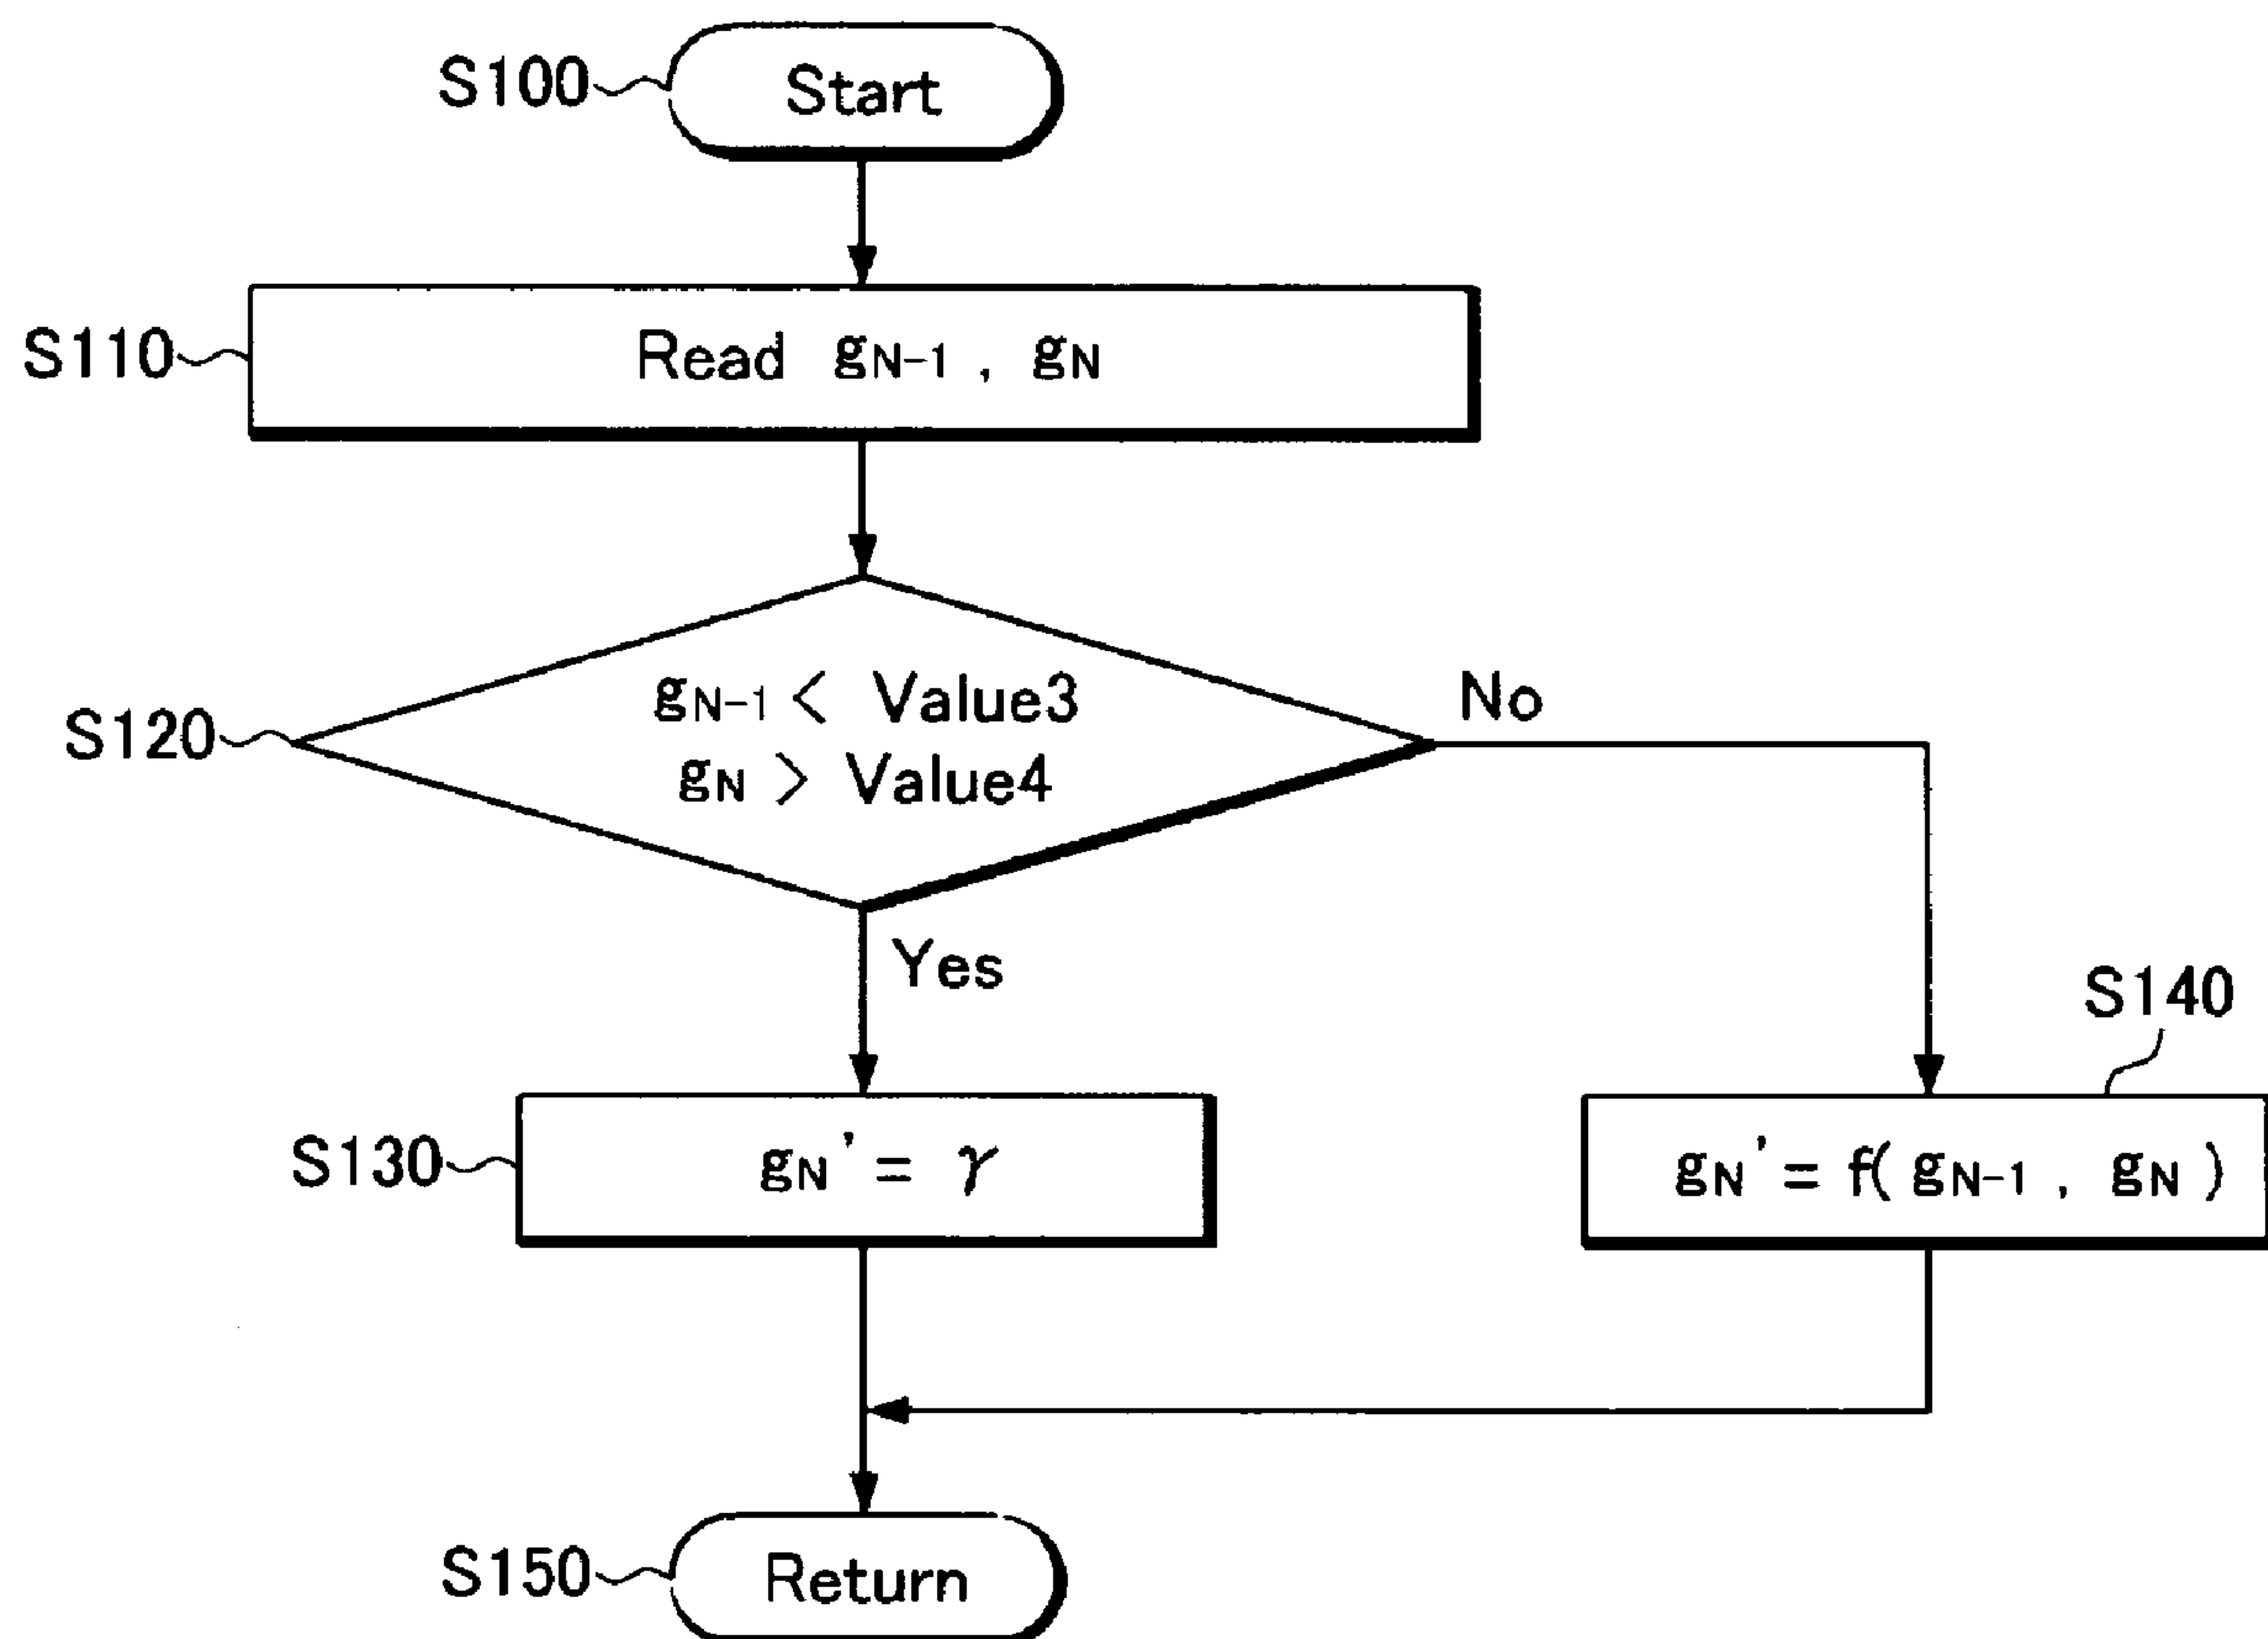 S100 Start
S110 Read gN-1 , gN
gN-1 < Value3
No
S120
gN > Value4
Yes
S140
S130 gN' = γ
gN' = f( gN-1 , gN )
S150 Return